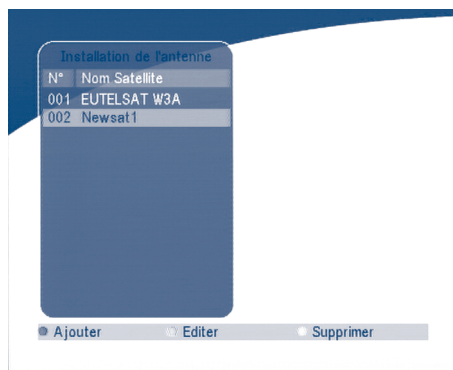 Installation de l'antenne
N° Nom Satellite
001 EUTELSAT W3A
002 Newsat1
Ajouter Editer Supprimer